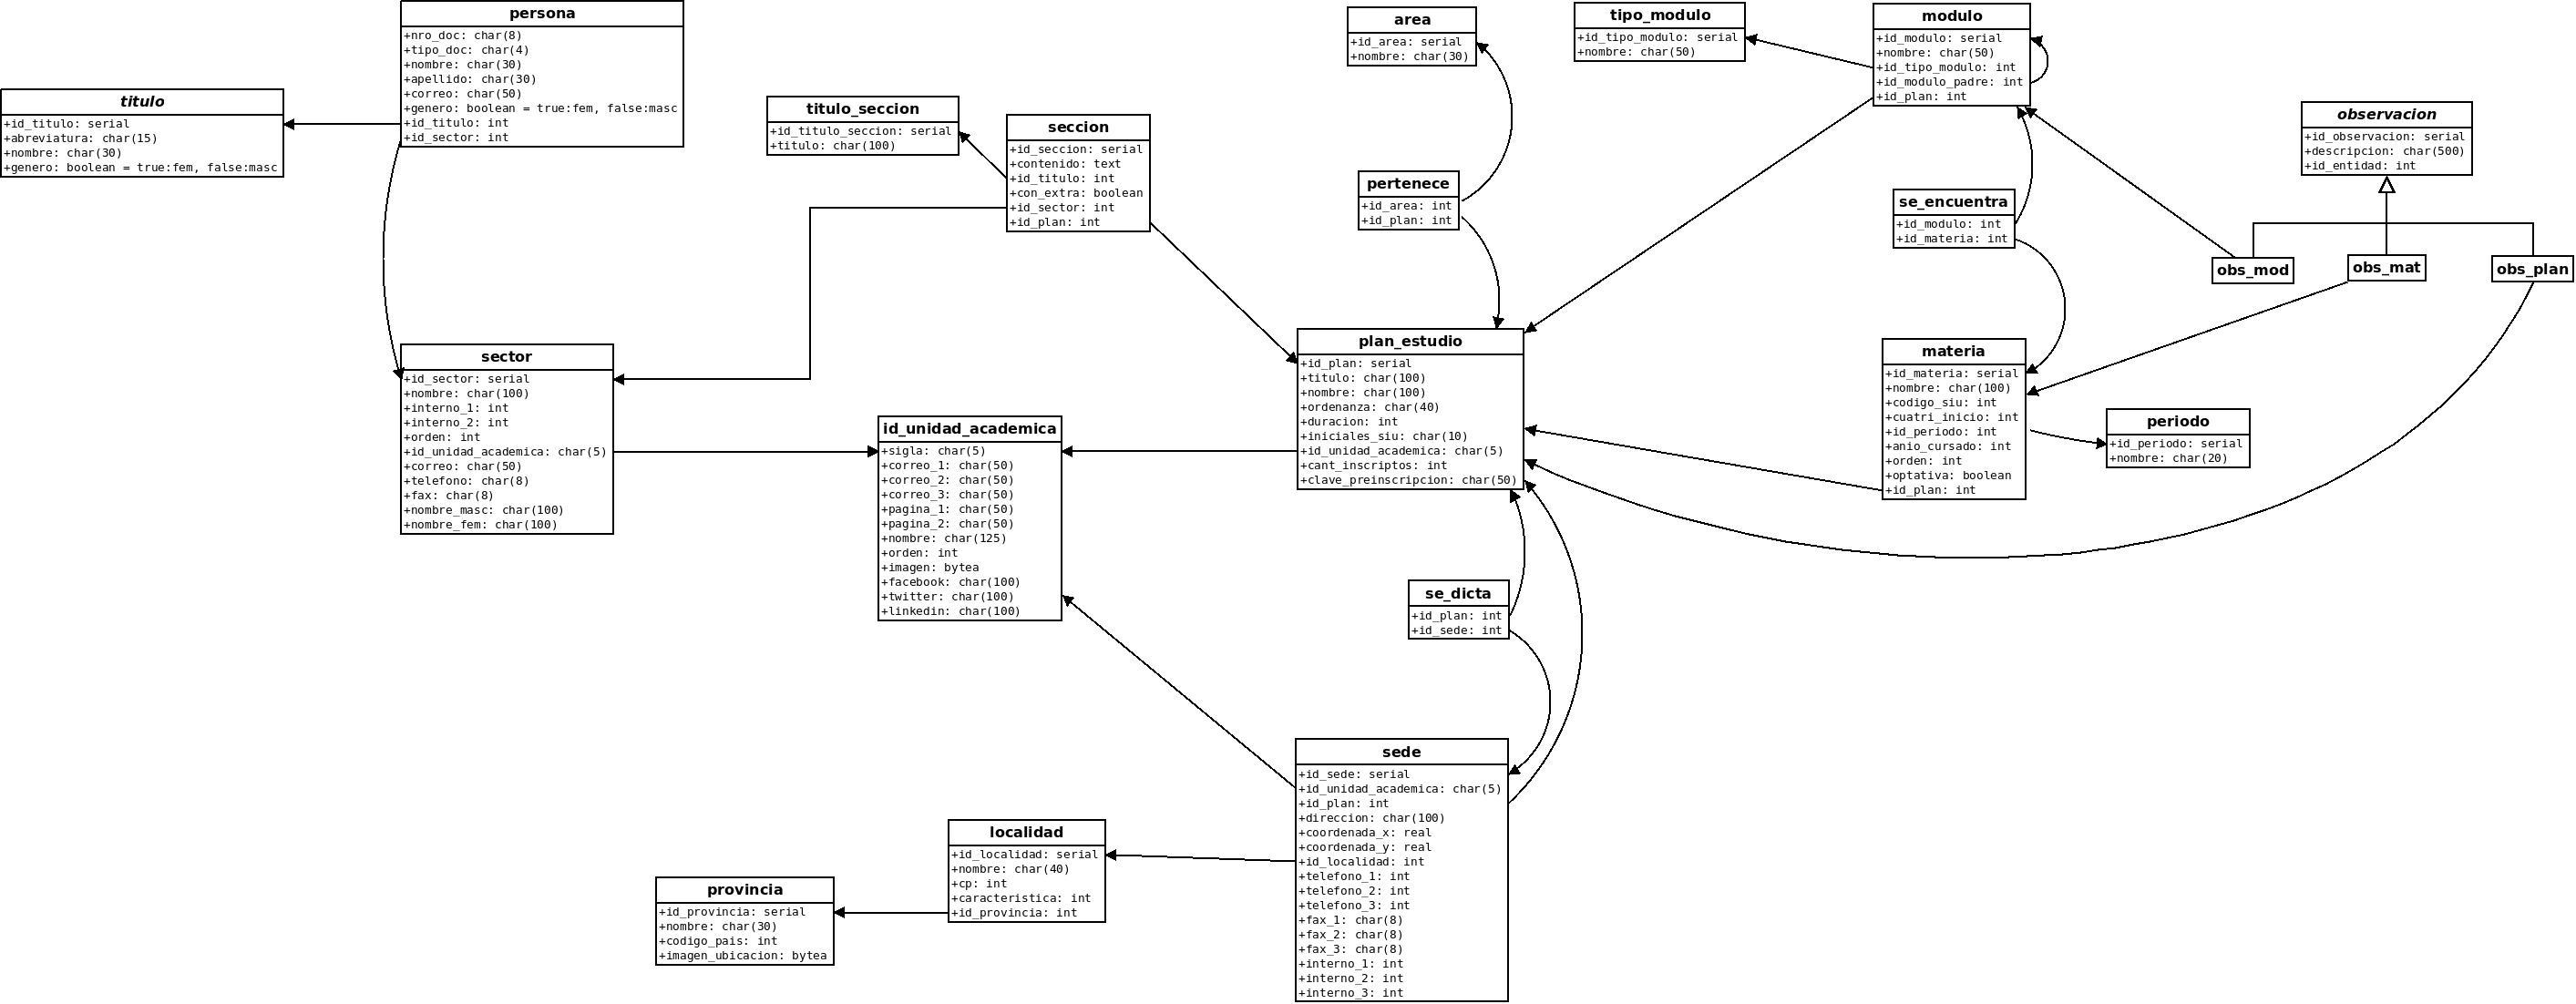 persona
+nro_doc: char(8)
+tipo_doc: char(4)
+nombre: char(30)
+apellido: char(30)
+correo: char(50)
+genero: boolean = true:fem, false:masc
+id_titulo: int
+id_sector: int
titulo
+id_titulo: serial
+abreviatura: char(15)
+nombre: char(30)
+genero: boolean = true:fem, false:masc
titulo_seccion
+id_titulo_seccion: serial
+titulo: char(100)
seccion
+id_seccion: serial
+contenido: text
+id_titulo: int
+con_extra: boolean
+id_sector: int
+id_plan: int
area
+id_area: serial
+nombre: char(30)
tipo_modulo
+id_tipo_modulo: serial
+nombre: char(50)
modulo
+id_modulo: serial
+nombre: char(50)
+id_tipo_modulo: int
+id_modulo_padre: int
+id_plan: int
observacion
+id_observacion: serial
+descripcion: char(500)
+id_entidad: int
pertenece
+id_area: int
+id_plan: int
se_encuentra
+id_modulo: int
+id_materia: int
obs_mod
obs_mat
obs_plan
sector
+id_sector: serial
+nombre: char(100)
+interno_1: int
+interno_2: int
+orden: int
+id_unidad_academica: char(5)
+correo: char(50)
+telefono: char(8)
+fax: char(8)
+nombre_masc: char(100)
+nombre_fem: char(100)
id_unidad_academica
+sigla: char(5)
+correo_1: char(50)
+correo_2: char(50)
+correo_3: char(50)
+pagina_1: char(50)
+pagina_2: char(50)
+nombre: char(125)
+orden: int
+imagen: bytea
+facebook: char(100)
+twitter: char(100)
+linkedin: char(100)
plan_estudio
+id_plan: serial
+titulo: char(100)
+nombre: char(100)
+ordenanza: char(40)
+duracion: int
+iniciales_siu: char(10)
+id_unidad_academica: char(5)
+cant_inscriptos: int
+clave_preinscripcion: char(50)
materia
+id_materia: serial
+nombre: char(100)
+codigo_siu: int
+cuatri_inicio: int
+id_periodo: int
+anio_cursado: int
+orden: int
+optativa: boolean
+id_plan: int
periodo
+id_periodo: serial
+nombre: char(20)
se_dicta
+id_plan: int
+id_sede: int
sede
+id_sede: serial
+id_unidad_academica: char(5)
+id_plan: int
+direccion: char(100)
+coordenada_x: real
+coordenada_y: real
+id_localidad: int
+telefono_1: int
+telefono_2: int
+telefono_3: int
+fax_1: char(8)
+fax_2: char(8)
+fax_3: char(8)
+interno_1: int
+interno_2: int
+interno_3: int
localidad
+id_localidad: serial
+nombre: char(40)
+cp: int
+caracteristica: int
+id_provincia: int
provincia
+id_provincia: serial
+nombre: char(30)
+codigo_pais: int
+imagen_ubicacion: bytea